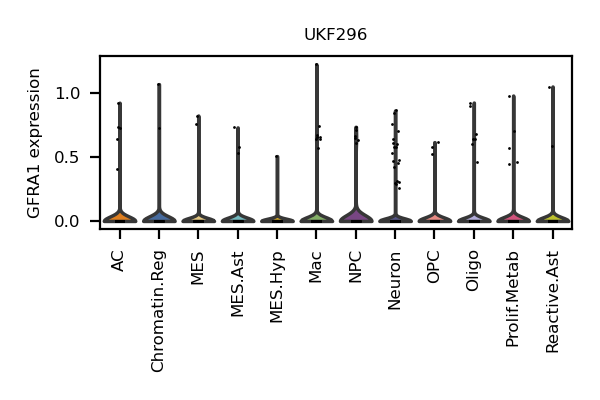 UKF296
GFRA1 expression
1.0
0.5
0.0
AC
Chromatin.Reg
MES
MES.Ast
MES.Hyp
Mac
NPC
Neuron
OPC
Oligo
Prolif.Metab
Reactive.Ast